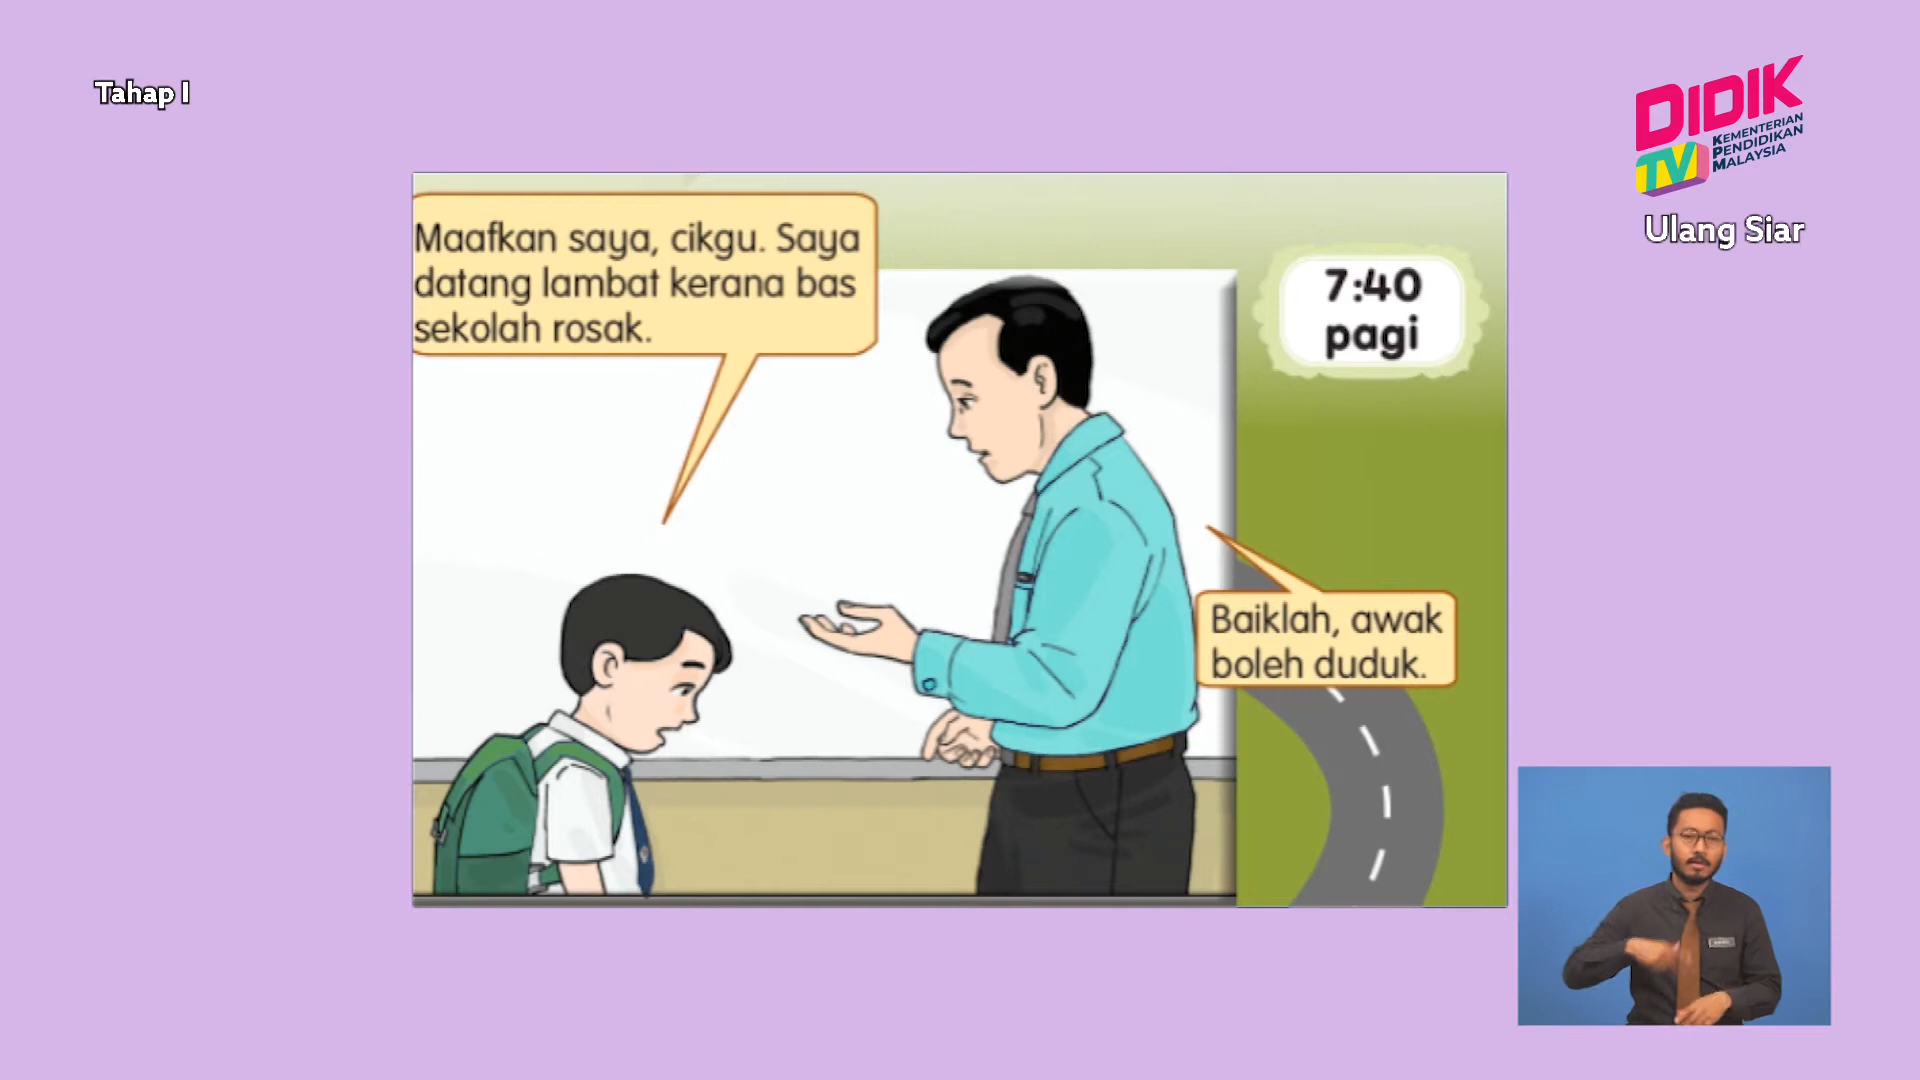 Tahap I
DIDIK
TV
KEMENTERIAN
PENDIDIKAN
MALAYSIA
Ulang Siar
Maafkan saya, cikgu. Saya
datang lambat kerana bas
sekolah rosak.
7:40
pagi
Baiklah, awak
boleh duduk.